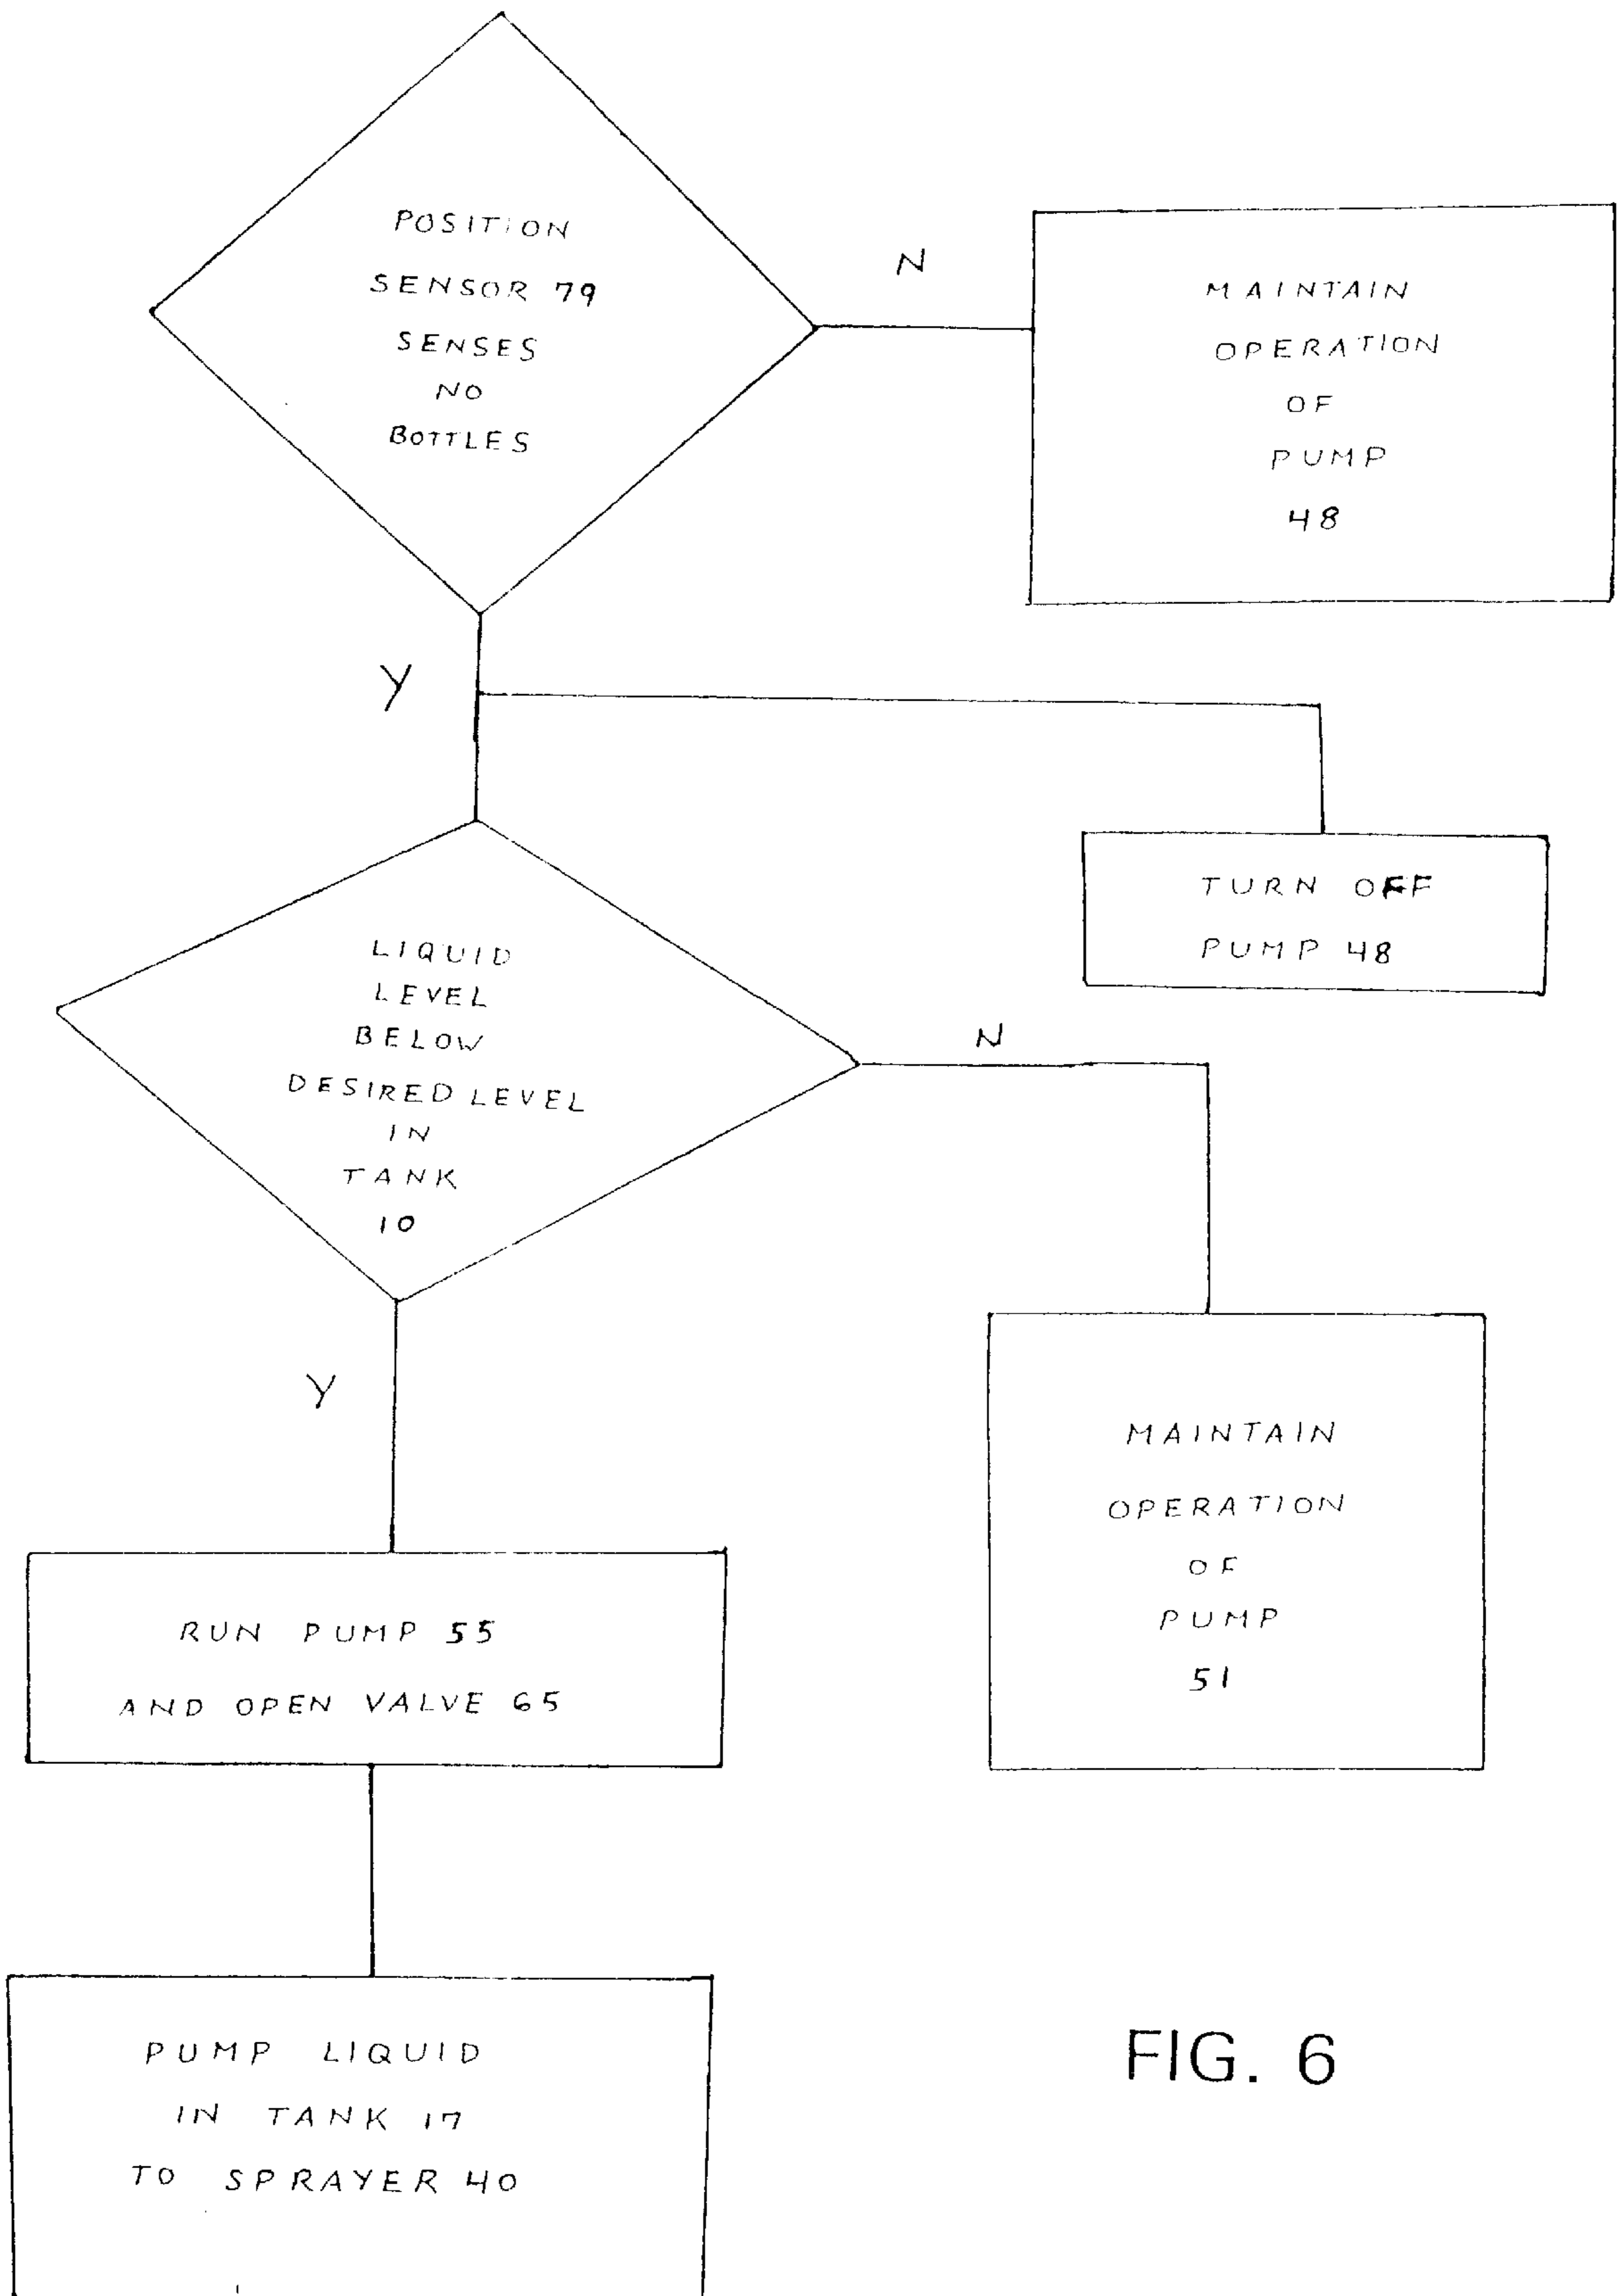 POSITION
SENSOR 79
SENSES
NO
BOTTLES
N
MAINTAIN
OPERATION
OF
PUMP
48
Y
TURN OFF
PUMP 48
LIQUID
LEVEL
BELOW
DESIRED LEVEL
IN
TANK
10
N
MAINTAIN
OPERATION
OF
PUMP
51
Y
RUN PUMP 55
AND OPEN VALVE 65
PUMP LIQUID
IN TANK 17
TO SPRAYER 40
FIG. 6